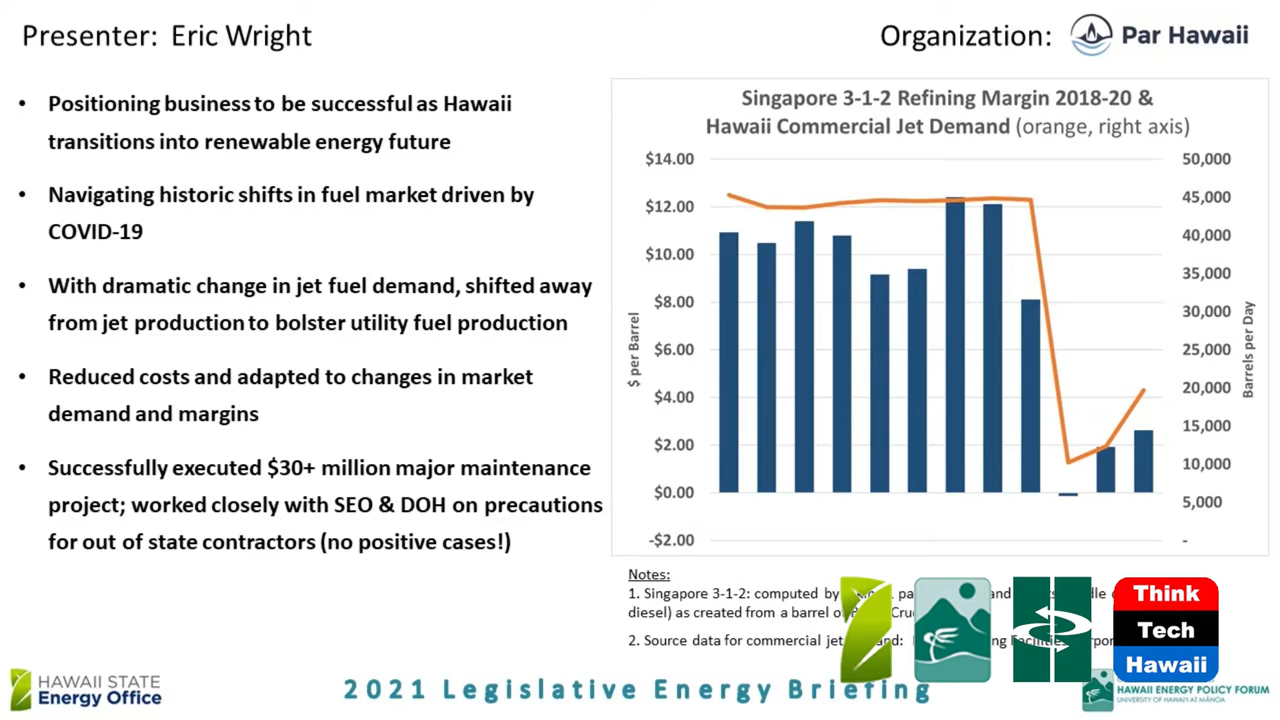 Presenter: Eric Wright
Organization:
Par Hawaii
• Positioning business to be successful as Hawaii
transitions into renewable energy future
• Navigating historic shifts in fuel market driven by
COVID-19
• With dramatic change in jet fuel demand, shifted away
from jet production to bolster utility fuel production
• Reduced costs and adapted to changes in market
demand and margins
• Successfully executed $30+ million major maintenance
project; worked closely with SEO & DOH on precautions
for out of state contractors (no positive cases!)
Singapore 3-1-2 Refining Margin 2018-20 &
Hawaii Commercial Jet Demand (orange, right axis)
$14.00
$12.00
$10.00
$8.00
$6.00
$4.00
$2.00
$0.00
-$2.00
$ per Barrel
50,000
45,000
40,000
35,000
30,000
25,000
20,000
15,000
10,000
5,000
-
Barrels per Day
Notes:
1. Singapore 3-1-2: computed by
diesel) as created from a barrel of
2. Source data for commercial jet
Think
Tech
Hawaii
HAWAII STATE
Energy Office
2021 Legislative Energy Briefing
HAWAII ENERGY POLICY FORUM
UNIVERSITY OF HAWAI‘I AT MĀNOA